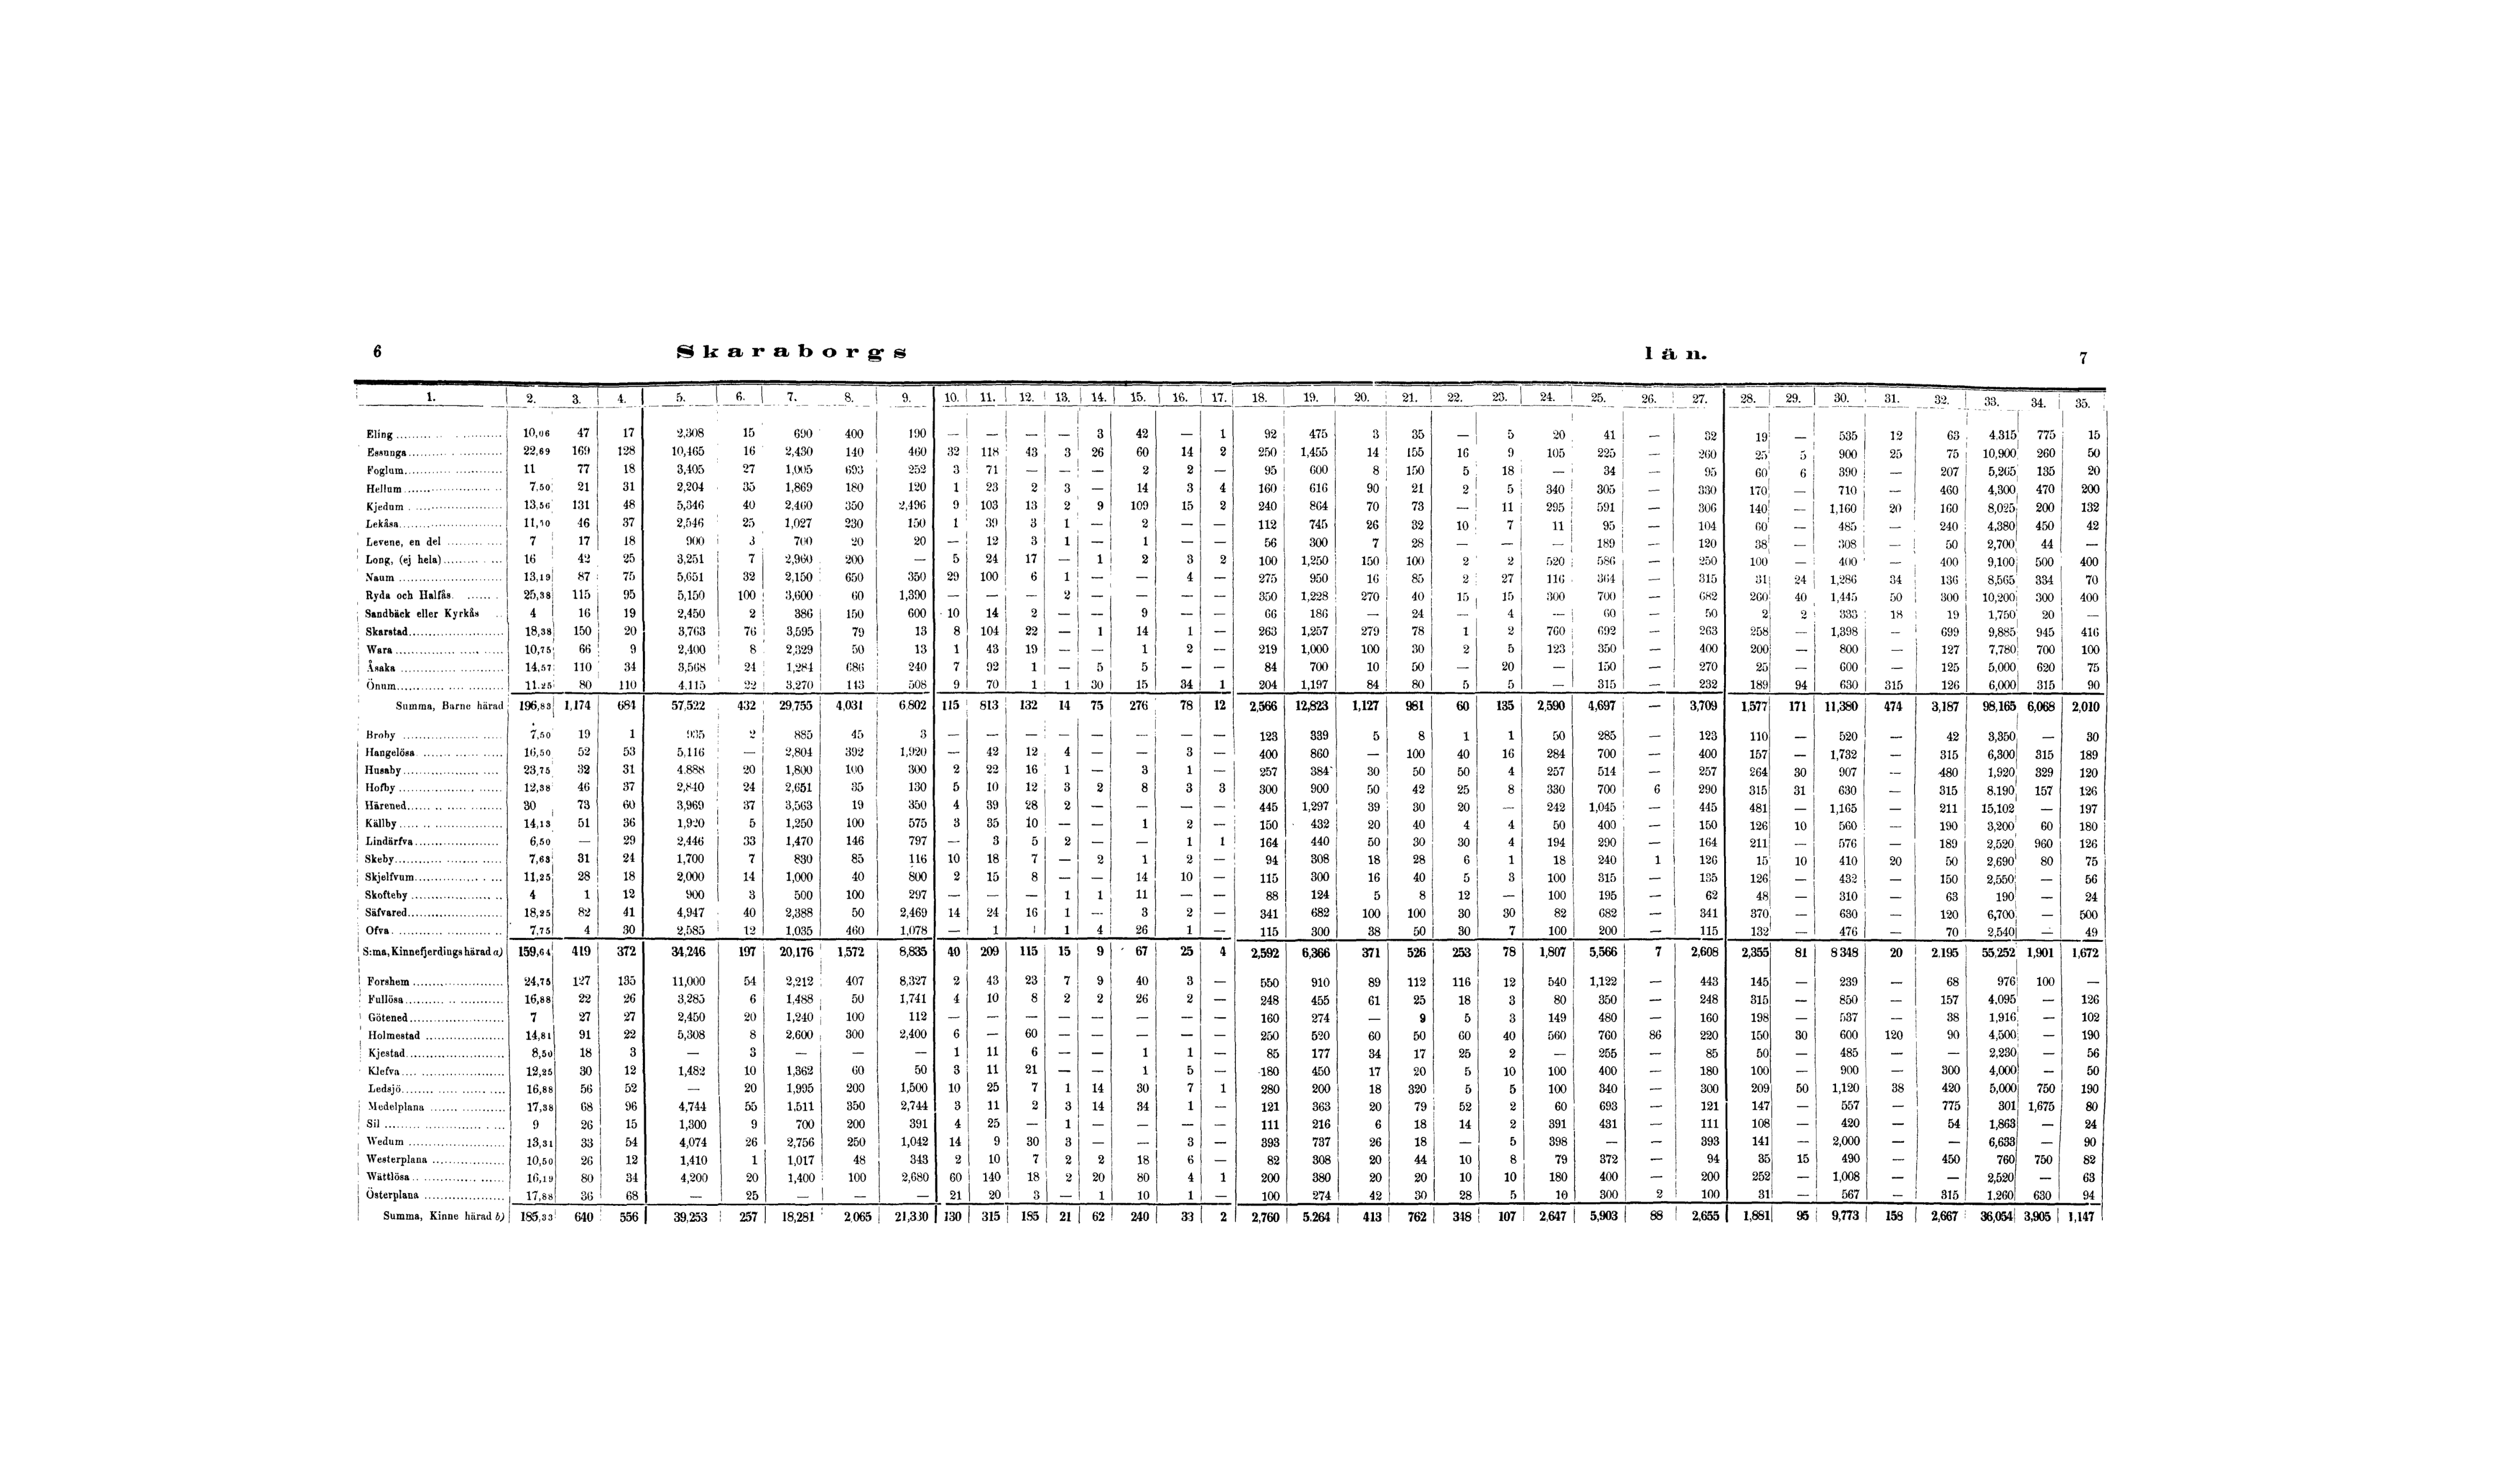 6 Skaraborgs län. 7
1. 2. 3. 4. 5. 6. 7. 8. 9. 10. 11. 12. 13. 14. 15. 16. 17. 18. 19. 20. 21. 22. 23. 24. 25. 26. 27. 28. 29. 30. 31. 32. 33. 34. 35.
Eling 10,06 47 17 2,308 15 690 400 190 — — — — 3 42 — 1 92 475 3 35 — 5 20 41 — 32 19 — 535 12 63 4.315 775 15
Essunga 22,69 169 128 10,465 16 2,430 140 460 32 118 43 3 26 60 14 2 250 1,455 14 155 16 9 105 225 — 260 25 5 900 25 75 10,900 260 50
Foglum 11 77 18 3,405 27 1,005 693 252 3 71 — — — 2 2 — 95 600 8 150 5 18 — 34 — 95 60 6 390 — 207 5,265 135 20
Hellum 7,50 21 31 2,204 35 1,869 180 120 1 23 2 3 — 14 3 4 160 616 90 21 2 5 340 305 — 330 170 — 710 — 460 4,300 470 200
Kjedum 13,56 131 48 5,346 40 2,460 350 2,496 9 103 13 2 9 109 15 2 240 864 70 73 — 11 295 591 — 306 140 — 1,160 20 160 8,025 200 132
Lekåsa 11,10 46 37 2,546 25 1,027 230 150 1 39 3 1 — 2 — — 112 745 26 32 10 7 11 95 — 104 60 — 485 — 240 4,380 450 42
Levene, en del 7 17 18 900 3 700 20 20 — 12 3 1 — 1 — — 56 300 7 28 — — — 189 — 120 38 — 308 — 50 2,700 44 —
Long, (ej hela) 16 42 25 3,251 7 2,960 200 — 5 24 17 — 1 2 3 2 100 1,250 150 100 2 2 520 586 — 250 100 — 400 — 400 9,100 500 400
Naum 13,19 87 75 5,651 32 2,150 650 350 29 100 6 1 — — 4 — 275 950 16 85 2 27 116 364 — 315 31 24 1,286 34 136 8,565 334 70
Ryda och Halfås 25,38 115 95 5,150 100 3,600 60 1,390 — — — 2 — — — — 350 1,228 270 40 15 15 300 700 — 682 260 40 1,445 50 300 10,200 300 400
Sandbäck eller Kyrkås 4 16 19 2,450 2 386 150 600 10 14 2 — — 9 — — 66 186 — 24 — 4 — 60 — 50 2 2 333 18 19 1,750 20 —
Skarstad 18,38 150 20 3,763 76 3,595 79 13 8 104 22 — 1 14 1 — 263 1,257 279 78 1 2 760 692 — 263 258 — 1,398 — 699 9,885 945 416
Wara 10,75 66 9 2,400 8 2,329 50 13 1 43 19 — — 1 2 — 219 1,000 100 30 2 5 123 350 — 400 200 — 800 — 127 7,780 700 100
Åsaka 14,57 110 34 3,568 24 1,284 686 240 7 92 1 — 5 5 — — 84 700 10 50 — 20 — 150 — 270 25 — 600 — 125 5,000 620 75
Önum 11.25 80 110 4,115 22 3,270 113 508 9 70 1 1 30 15 34 1 204 1,197 84 80 5 5 — 315 — 232 189 94 630 315 126 6,000 315 90
Summa, Barne härad 196,83 1,174 684 57,522 432 29,755 4,031 6.802 115 813 132 14 75 276 78 12 2,566 12,823 1,127 981 60 135 2,590 4,697 — 3,709 1,577 171 11,380 474 3,187 98,165 6,068 2,010
Broby 7,50 19 1 935 2 885 45 3 — — — — — — — — 123 339 5 8 1 1 50 285 — 123 110 — 520 — 42 3,350 — 30
Hangelösa 16,50 52 53 5,116 — 2,804 392 1,920 — 42 12 4 — — 3 — 400 860 — 100 40 16 284 700 — 400 157 — 1,732 — 315 6,300 315 189
Husaby 23,75 32 31 4.888 20 1,800 100 300 2 22 16 1 — 3 1 — 257 384 30 50 50 4 257 514 — 257 264 30 907 — 480 1,920 329 120
Hofby 12,38 46 37 2,840 24 2,651 35 130 5 10 12 3 2 8 3 3 300 900 50 42 25 8 330 700 6 290 315 31 630 — 315 8.190 157 126
Härened 30 73 60 3,969 37 3,563 19 350 4 39 28 2 — — — — 445 1,297 39 30 20 — 242 1,045 — 445 481 — 1,165 — 211 15,102 — 197
Källby 14,13 51 36 1,920 5 1,250 100 575 3 35 10 — — 1 2 — 150 432 20 40 4 4 50 400 — 150 126 10 560 — 190 3,200 60 180
Lindärfva 6,50 — 29 2,446 33 1,470 146 797 — 3 5 2 — — 1 1 164 440 50 30 30 4 194 290 — 164 211 — 576 — 189 2,520 960 126
Skeby 7,63 31 24 1,700 7 830 85 116 10 18 7 — 2 1 2 — 94 308 18 28 6 1 18 240 1 126 15 10 410 20 50 2,690 80 75
Skjelfvum 11,25 28 18 2,000 14 1,000 40 800 2 15 8 — — 14 10 — 115 300 16 40 5 3 100 315 — 135 126 — 432 — 150 2,550 — 56
Skofteby 4 1 12 900 3 500 100 297 — — — 1 1 11 — — 88 124 5 8 12 — 100 195 — 62 48 — 310 — 63 190 — 24
Säfvared 18,25 82 41 4,947 40 2,388 50 2,469 14 24 16 1 — 3 2 — 341 682 100 100 30 30 82 682 — 341 370 — 630 — 120 6,700 — 500
Ofva 7,75 4 30 2,585 12 1,035 460 1,078 — 1 1 1 4 26 1 — 115 300 38 50 30 7 100 200 — 115 132 — 476 — 70 2,540 — 49
S:ma, Kinnefjerdings härad a) 159,64 419 372 34,246 197 20,176 1,572 8,835 40 209 115 15 9 67 25 4 2,592 6,366 371 526 253 78 1,807 5,566 7 2,608 2,355 81 8 348 20 2.195 55,252 1,901 1,672
Forshem 24,75 127 135 11,000 54 2,212 407 8,327 2 43 23 7 9 40 3 — 550 910 89 112 116 12 540 1,122 — 443 145 — 239 — 68 976 100 —
Fullösa 16,88 22 26 3,285 6 1,488 50 1,741 4 10 8 2 2 26 2 — 248 455 61 25 18 3 80 350 — 248 315 — 850 — 157 4,095 — 126
Götened 7 27 27 2,450 20 1,240 100 112 — — — — — — — — 160 274 — 9 5 3 149 480 — 160 198 — 537 — 38 1,916 — 102
Holmestad 14,81 91 22 5,308 8 2,600 300 2,400 6 — 60 — — — — — 250 520 60 50 60 40 560 760 86 220 150 30 600 120 90 4,500 — 190
Kjestad 8,50 18 3 — 3 — — — 1 11 6 — — 1 1 — 85 177 34 17 25 2 — 255 — 85 50 — 485 — — 2,230 — 56
Klefva 12,25 30 12 1,482 10 1,362 60 50 3 11 21 — — 1 5 — 180 450 17 20 5 10 100 400 — 180 100 — 900 — 300 4,000 — 50
Ledsjö 16,88 56 52 — 20 1,995 200 1,500 10 25 7 1 14 30 7 1 280 200 18 320 5 5 100 340 — 300 209 50 1,120 38 420 5,000 750 190
Medelplana 17,38 68 96 4,744 55 1.511 350 2,744 3 11 2 3 14 34 1 — 121 363 20 79 52 2 60 693 — 121 147 — 557 — 775 301 1,675 80
Sil 9 26 15 1,300 9 700 200 391 4 25 — 1 — — — — 111 216 6 18 14 2 391 431 — 111 108 — 420 — 54 1,863 — 24
Wedum 13,31 33 54 4,074 26 2,756 250 1,042 14 9 30 3 — — 3 — 393 737 26 18 — 5 398 — — 393 141 — 2,000 — — 6,633 — 90
Westerplana 10,50 26 12 1,410 1 1,017 48 343 2 10 7 2 2 18 6 — 82 308 20 44 10 8 79 372 — 94 35 15 490 — 450 760 750 82
Wättlösa 16,19 80 34 4,200 20 1,400 100 2,680 60 140 18 2 20 80 4 1 200 380 20 20 10 10 180 400 — 200 252 — 1,008 — — 2,520 — 63
Österplana 17,88 36 68 — 25 — — — 21 20 3 — 1 10 1 — 100 274 42 30 28 5 10 300 2 100 31 — 567 — 315 1,260 630 94
Summa, Kinne härad b) 185,33 640 556 39,253 257 18,281 2,065 21,330 130 315 185 21 62 240 33 2 2,760 5.264 413 762 348 107 2,647 5,903 88 2,655 1,881 95 9,773 158 2,667 36,054 3,905 1,147